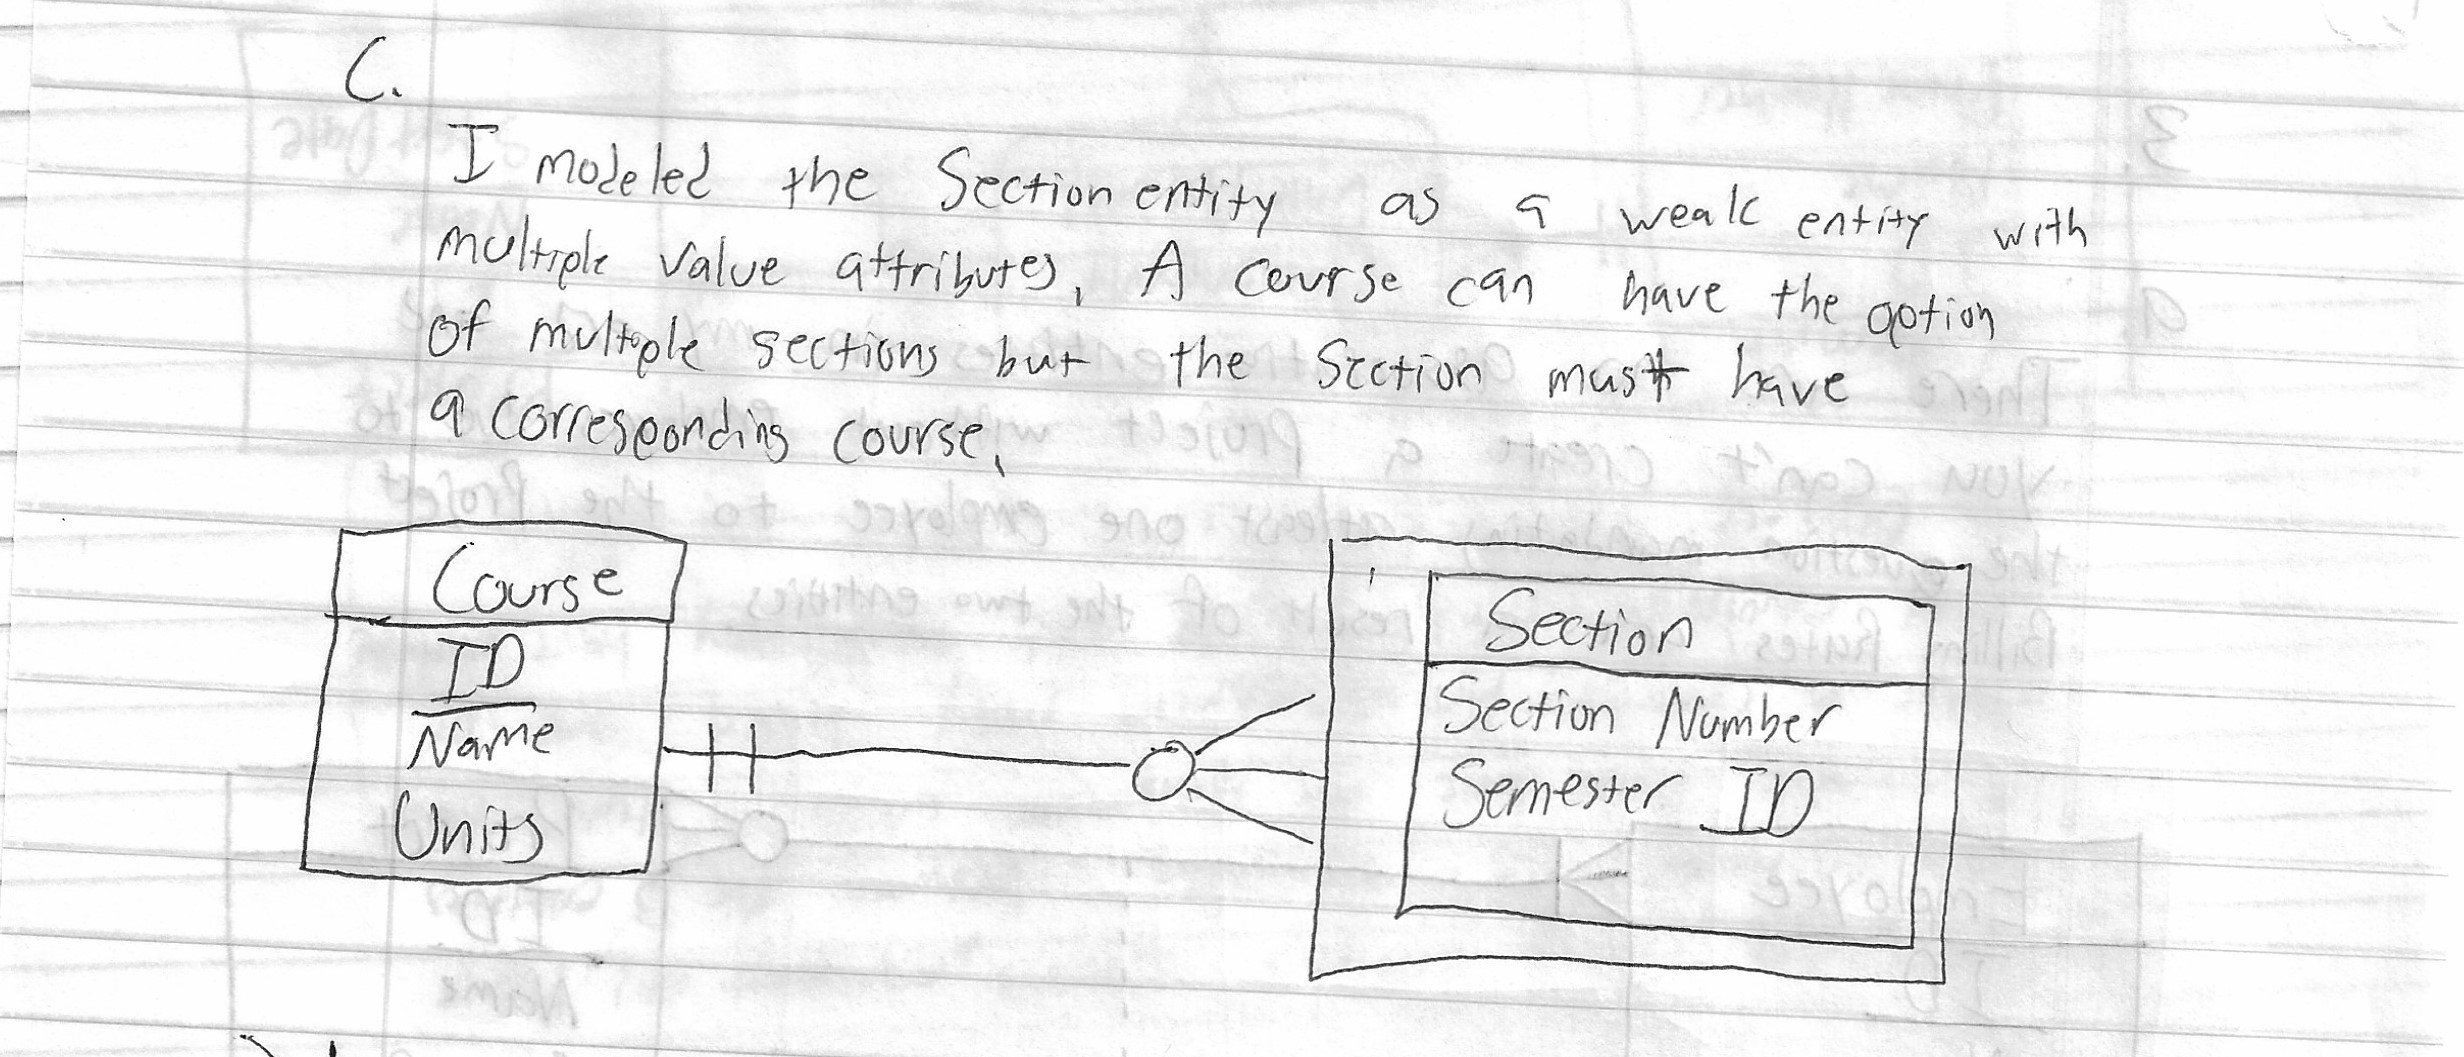 C.
I modeled the Section entity as a weak entity with
multiple value attributes. A course can have the option
of multiple sections but the Section must have
a corresponding course.
Course
ID
Name
Units
Section
Section Number
Semester ID